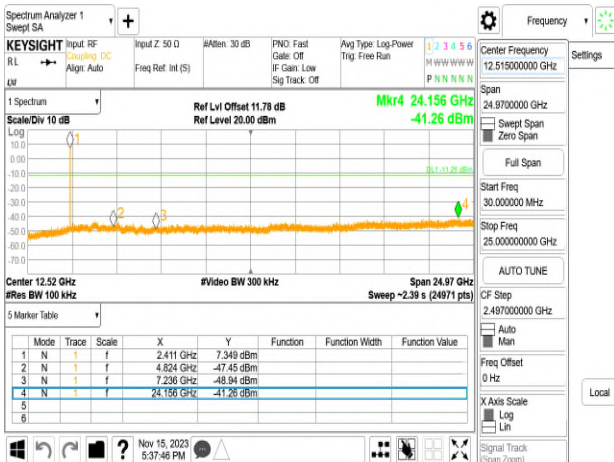 Spectrum Analyzer 1
Swept SA
Frequency
KEYSIGHT
RL
Input: RF
Coupling: DC
Align: Auto
Input Z: 50 Ω
Freq Ref: Int (S)
#Atten: 30 dB
PNO: Fast
Gate: Off
IF Gain: Low
Sig Track: Off
Avg Type: Log-Power
Trig: Free Run
1 2 3 4 5 6
M W W W W W
P N N N N N
1 Spectrum
Scale/Div 10 dB
Ref Lvl Offset 11.78 dB
Ref Level 20.00 dBm
Mkr4 24.156 GHz
-41.26 dBm
Log
10.0
0.00
-10.0
-20.0
-30.0
-40.0
-50.0
-60.0
-70.0
1
2
3
4
Center 12.52 GHz
#Res BW 100 kHz
#Video BW 300 kHz
Span 24.97 GHz
Sweep ~2.39 s (24971 pts)
5 Marker Table
Mode Trace Scale X Y Function Function Width Function Value
1 N 1 f 2.411 GHz 7.349 dBm
2 N 1 f 4.824 GHz -47.45 dBm
3 N 1 f 7.236 GHz -48.94 dBm
4 N 1 f 24.156 GHz -41.26 dBm
5
6
Nov 15, 2023
5:37:46 PM
Center Frequency
12.515000000 GHz
Settings
Span
24.9700000 GHz
Swept Span
Zero Span
Full Span
Start Freq
30.000000 MHz
Stop Freq
25.000000000 GHz
AUTO TUNE
CF Step
2.497000000 GHz
Auto
Man
Freq Offset
0 Hz
Local
X Axis Scale
Log
Lin
Signal Track
(Span Zoom)